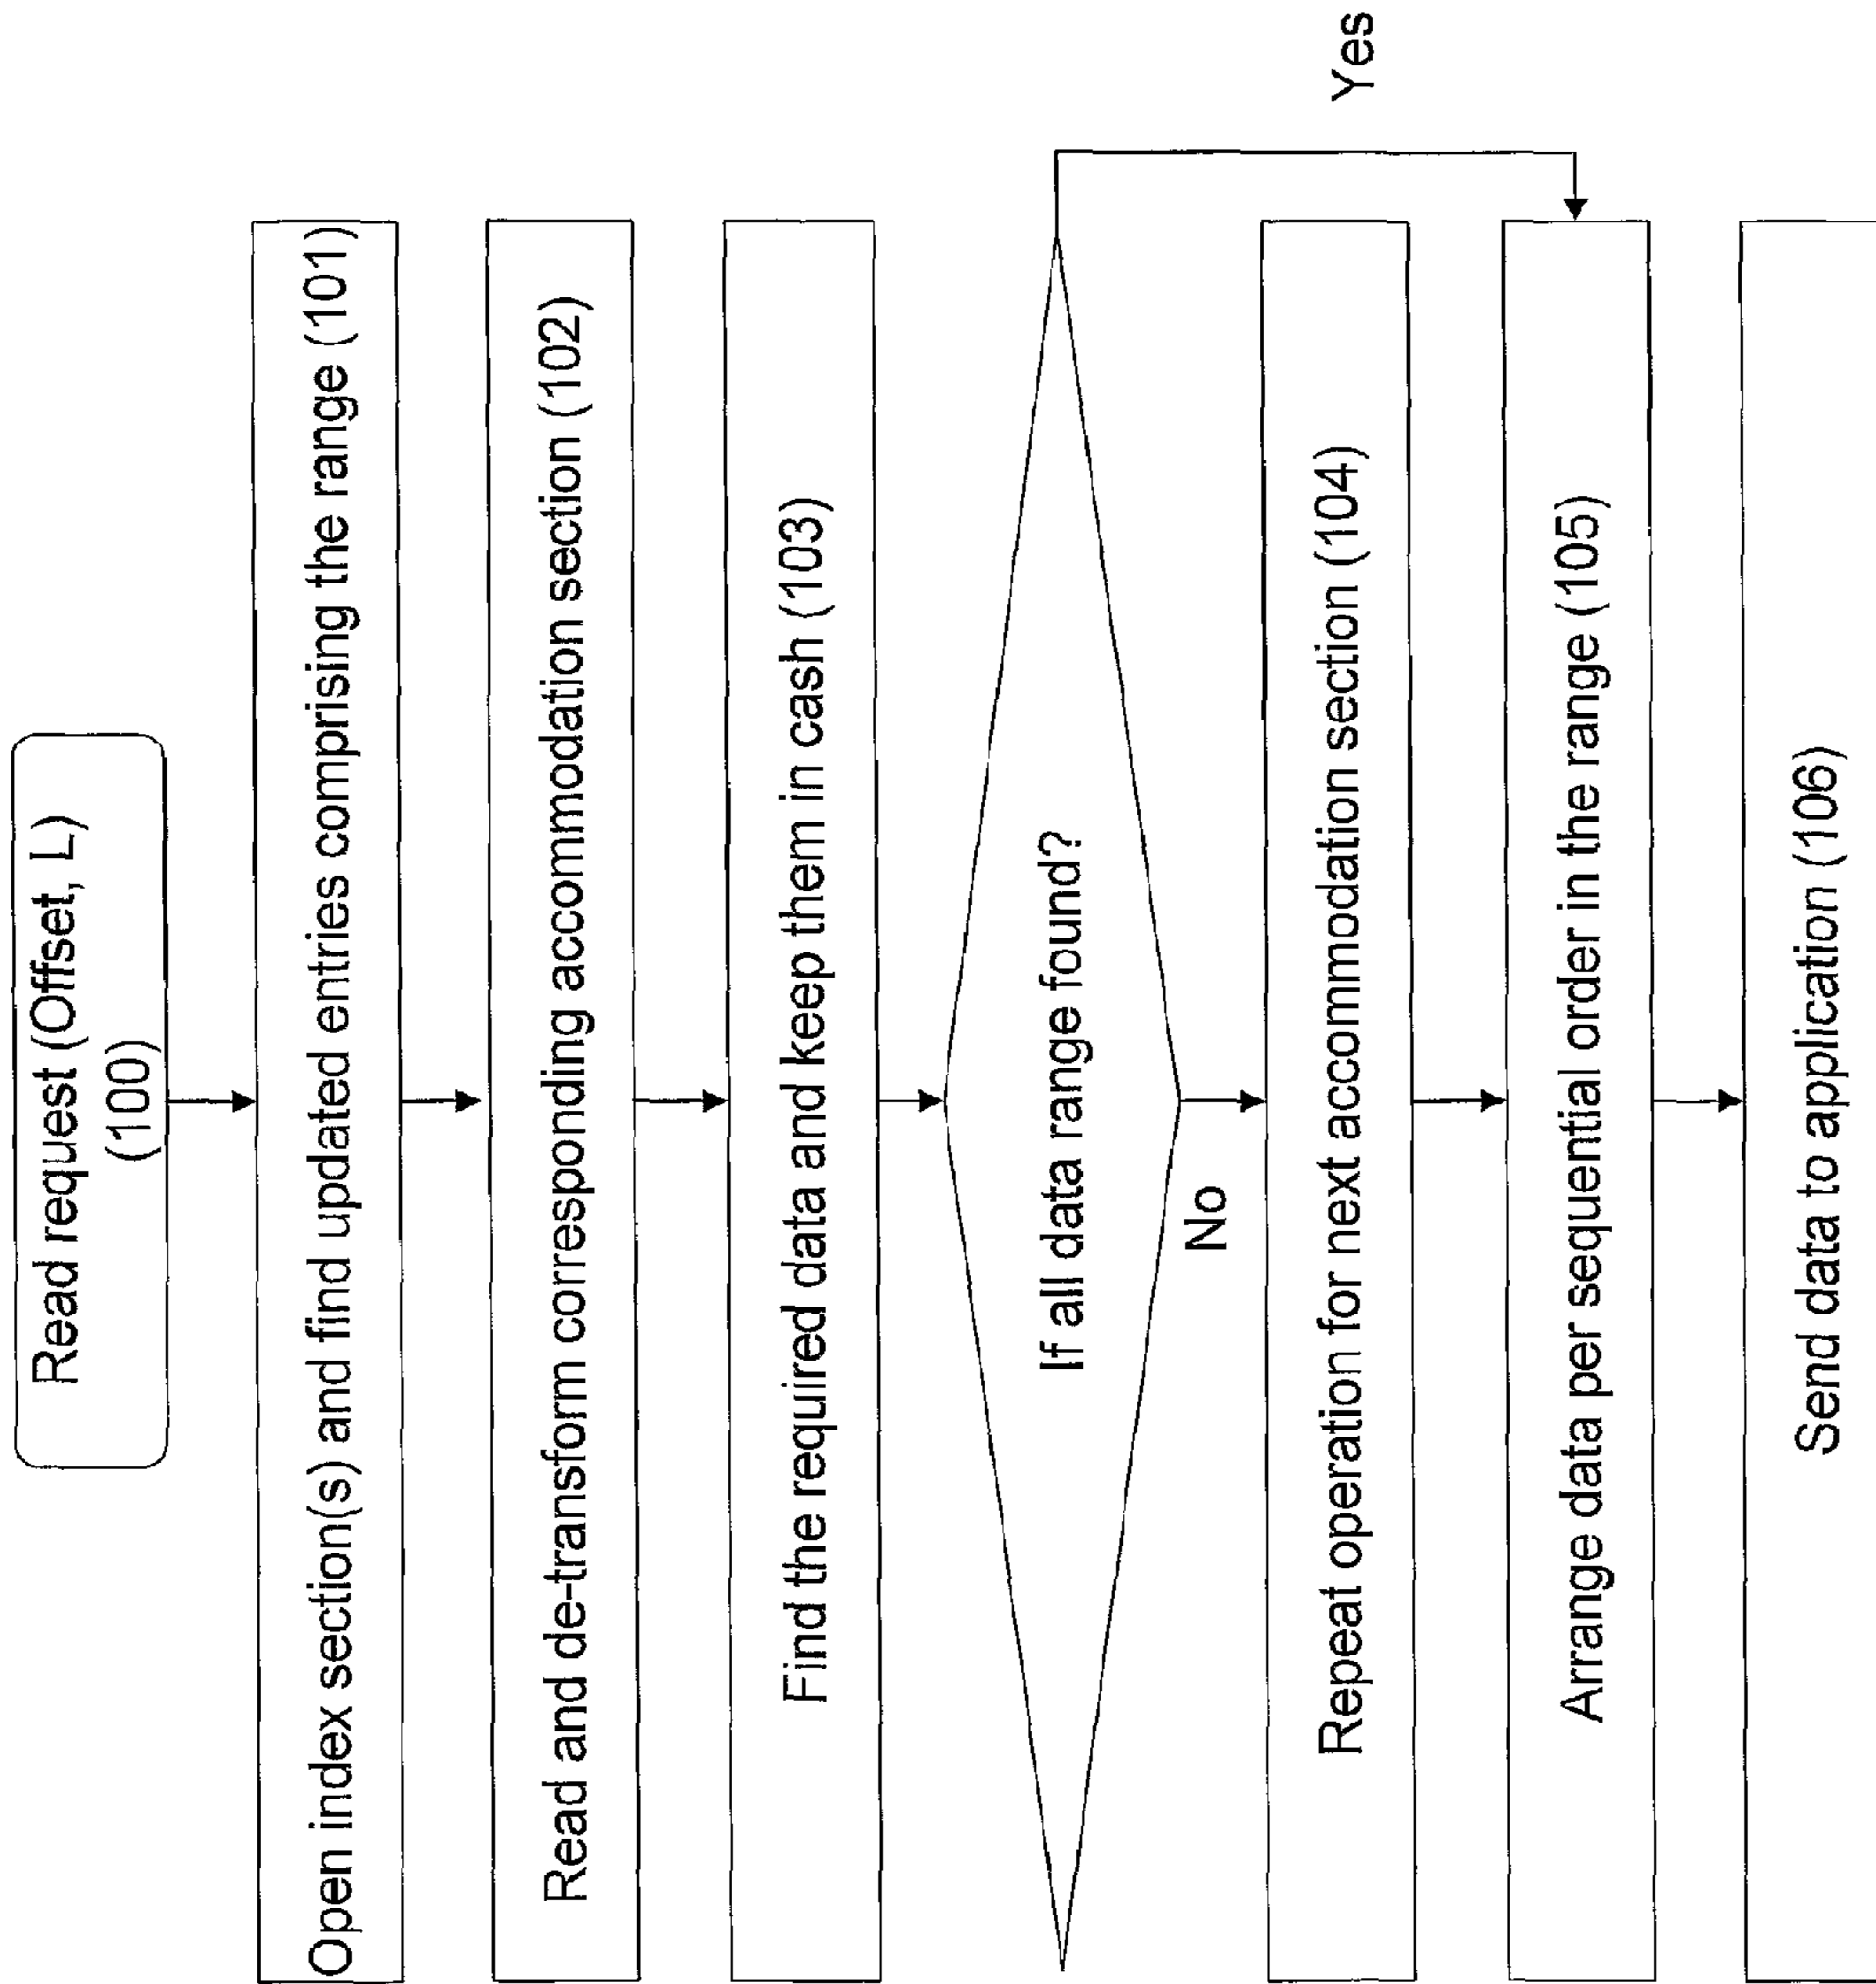 Read request (Offset, L)
(100)
Open index section(s) and find updated entries comprising the range (101)
Read and de-transform corresponding accommodation section (102)
Find the required data and keep them in cash (103)
If all data range found?
Yes
No
Repeat operation for next accommodation section (104)
Arrange data per sequential order in the range (105)
Send data to application (106)